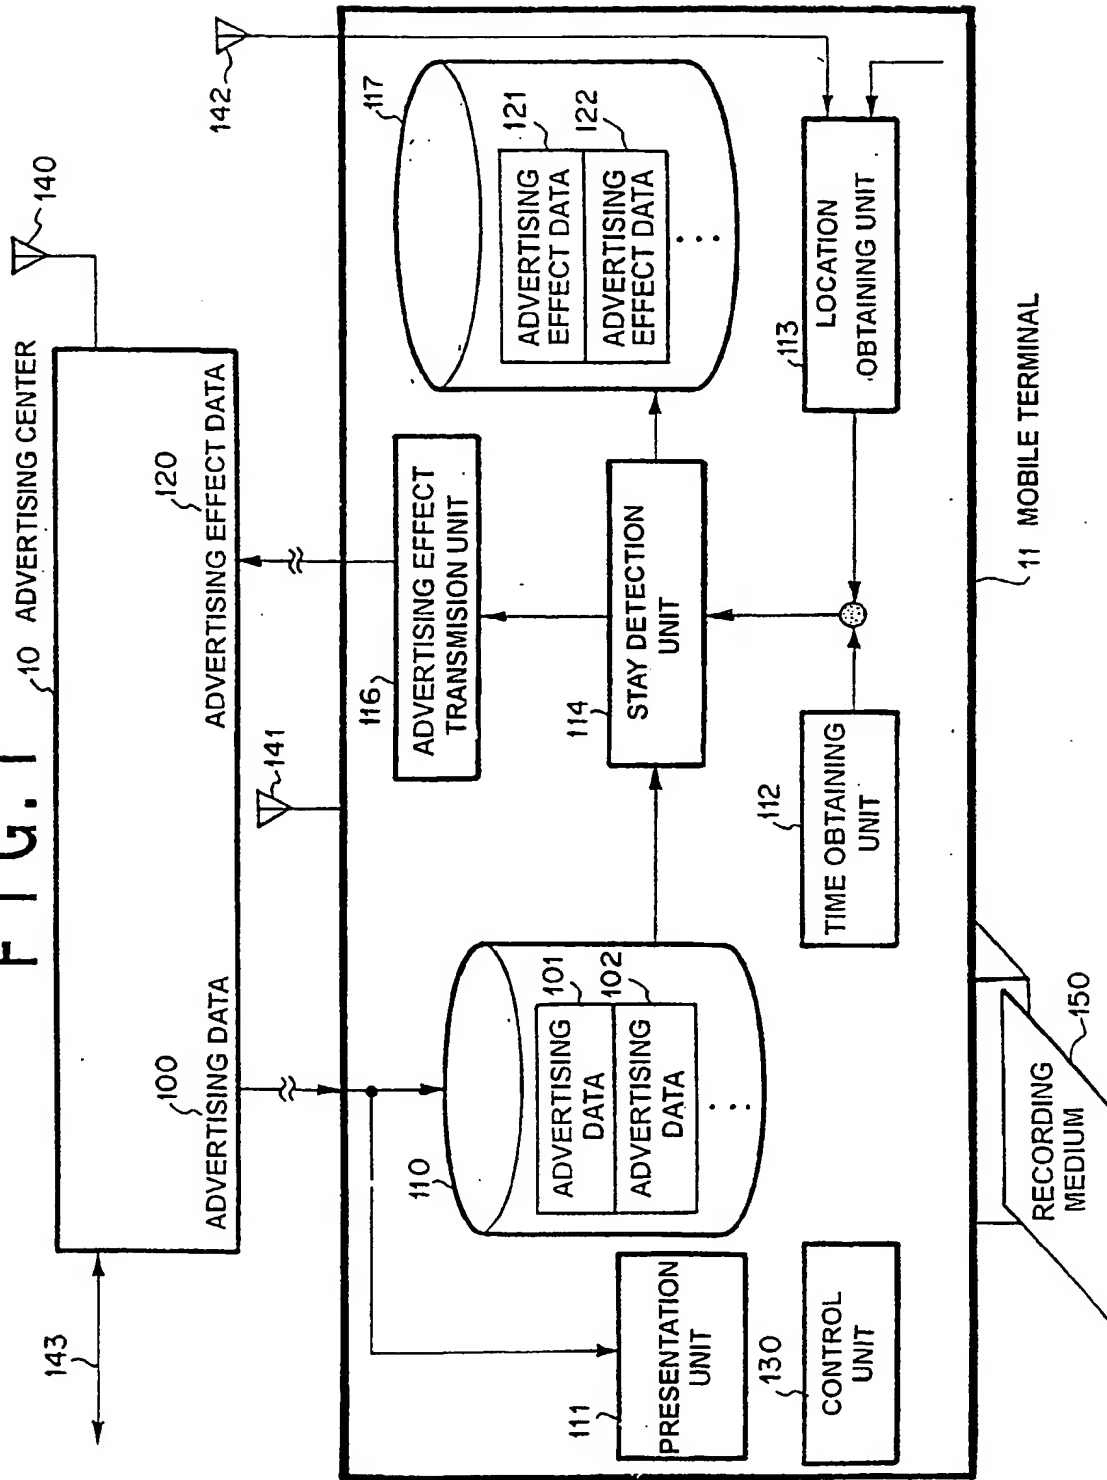 FIG.1
10 ADVERTISING CENTER
140
143
100
ADVERTISING DATA
120
ADVERTISING EFFECT DATA
141
142
110
101
ADVERTISING
DATA
102
ADVERTISING
DATA
...
116
ADVERTISING EFFECT
TRANSMISION UNIT
117
121
ADVERTISING
EFFECT DATA
122
ADVERTISING
EFFECT DATA
...
111
PRESENTATION
UNIT
114
STAY DETECTION
UNIT
130
CONTROL
UNIT
112
TIME OBTAINING
UNIT
113
LOCATION
OBTAINING UNIT
11 MOBILE TERMINAL
RECORDING
MEDIUM
150